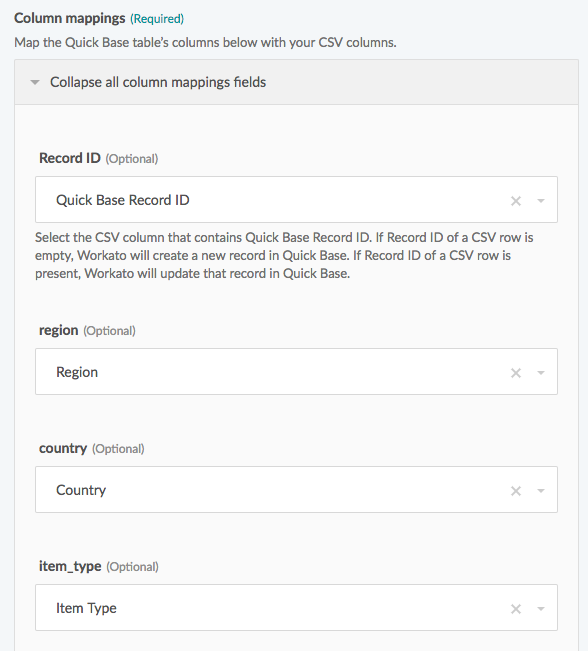 Column mappings (Required)
Map the Quick Base table's columns below with your CSV columns.
Collapse all column mappings fields
Record ID (Optional)
Quick Base Record ID
Select the CSV column that contains Quick Base Record ID. If Record ID of a CSV row is
empty, Workato will create a new record in Quick Base. If Record ID of a CSV row is
present, Workato will update that record in Quick Base.
region (Optional)
Region
country (Optional)
Country
item_type (Optional)
Item Type